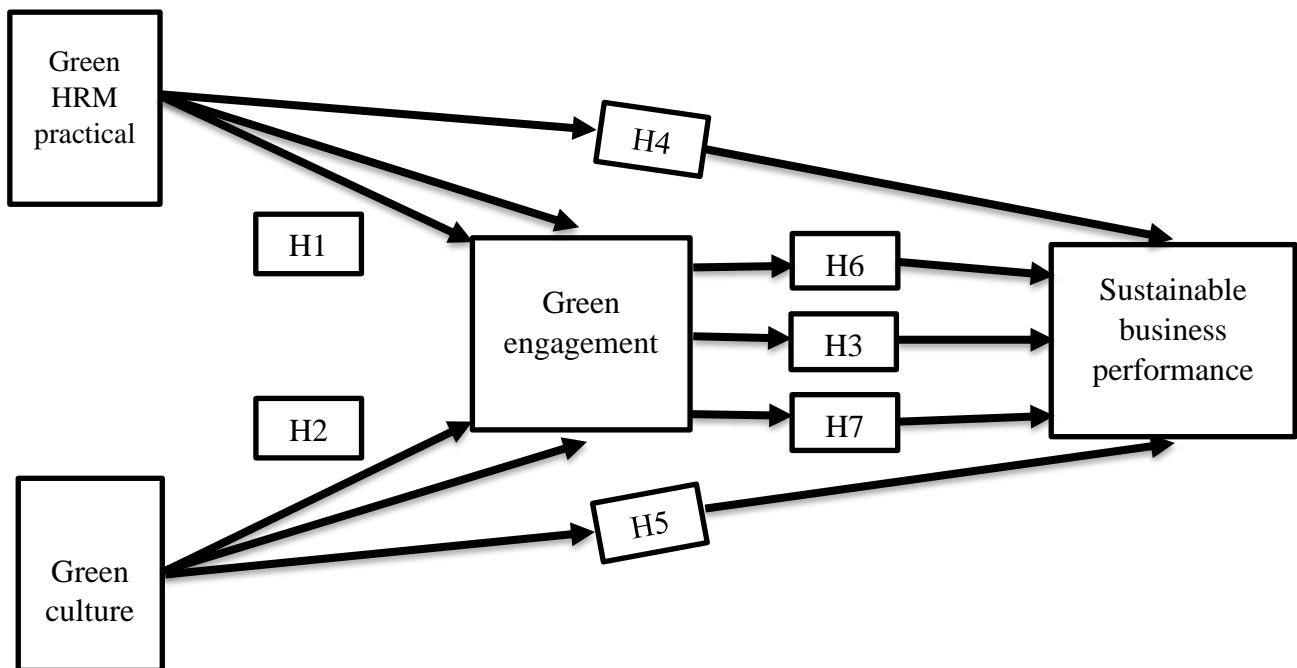 Green
HRM
practical
H4
H1
Green
engagement
H6
H3
H7
Sustainable
business
performance
H2
H5
Green
culture